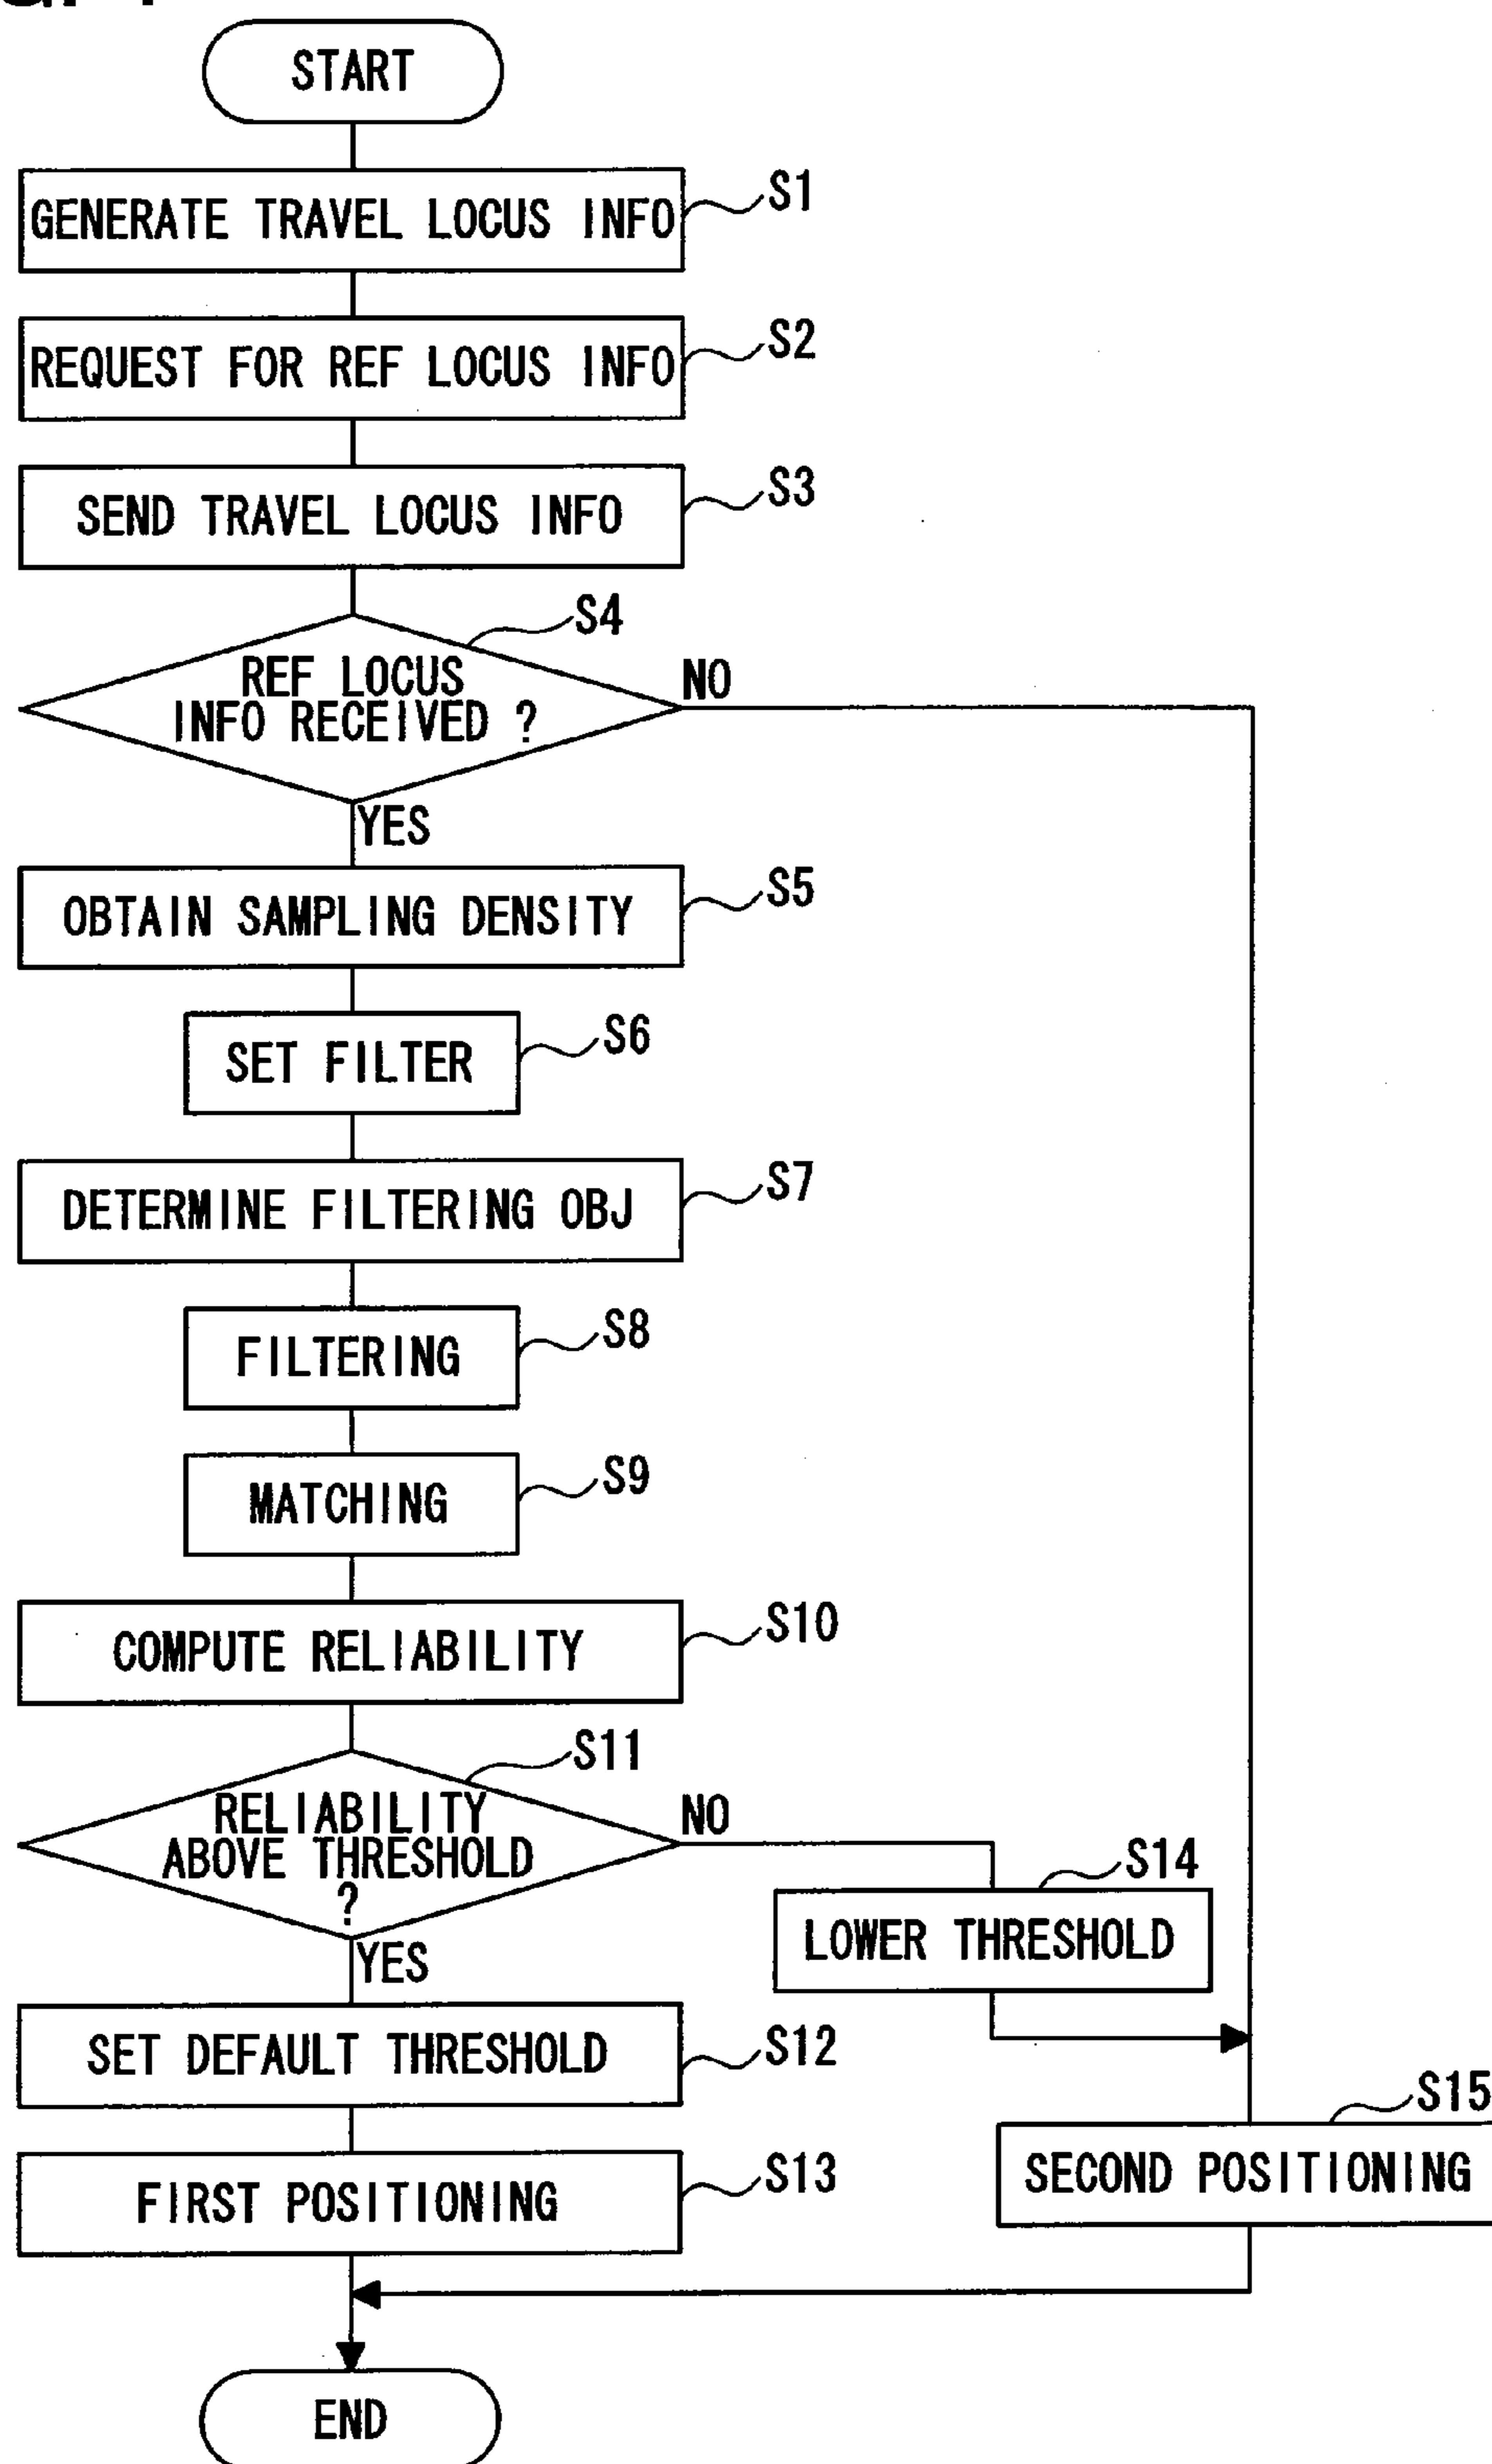 START
GENERATE TRAVEL LOCUS INFO
S1
REQUEST FOR REF LOCUS INFO
S2
SEND TRAVEL LOCUS INFO
S3
S4
REF LOCUS
INFO RECEIVED ?
NO
YES
OBTAIN SAMPLING DENSITY
S5
SET FILTER
S6
DETERMINE FILTERING OBJ
S7
FILTERING
S8
MATCHING
S9
COMPUTE RELIABILITY
S10
S11
RELIABILITY
ABOVE THRESHOLD
?
NO
YES
S14
LOWER THRESHOLD
SET DEFAULT THRESHOLD
S12
S15
SECOND POSITIONING
FIRST POSITIONING
S13
END